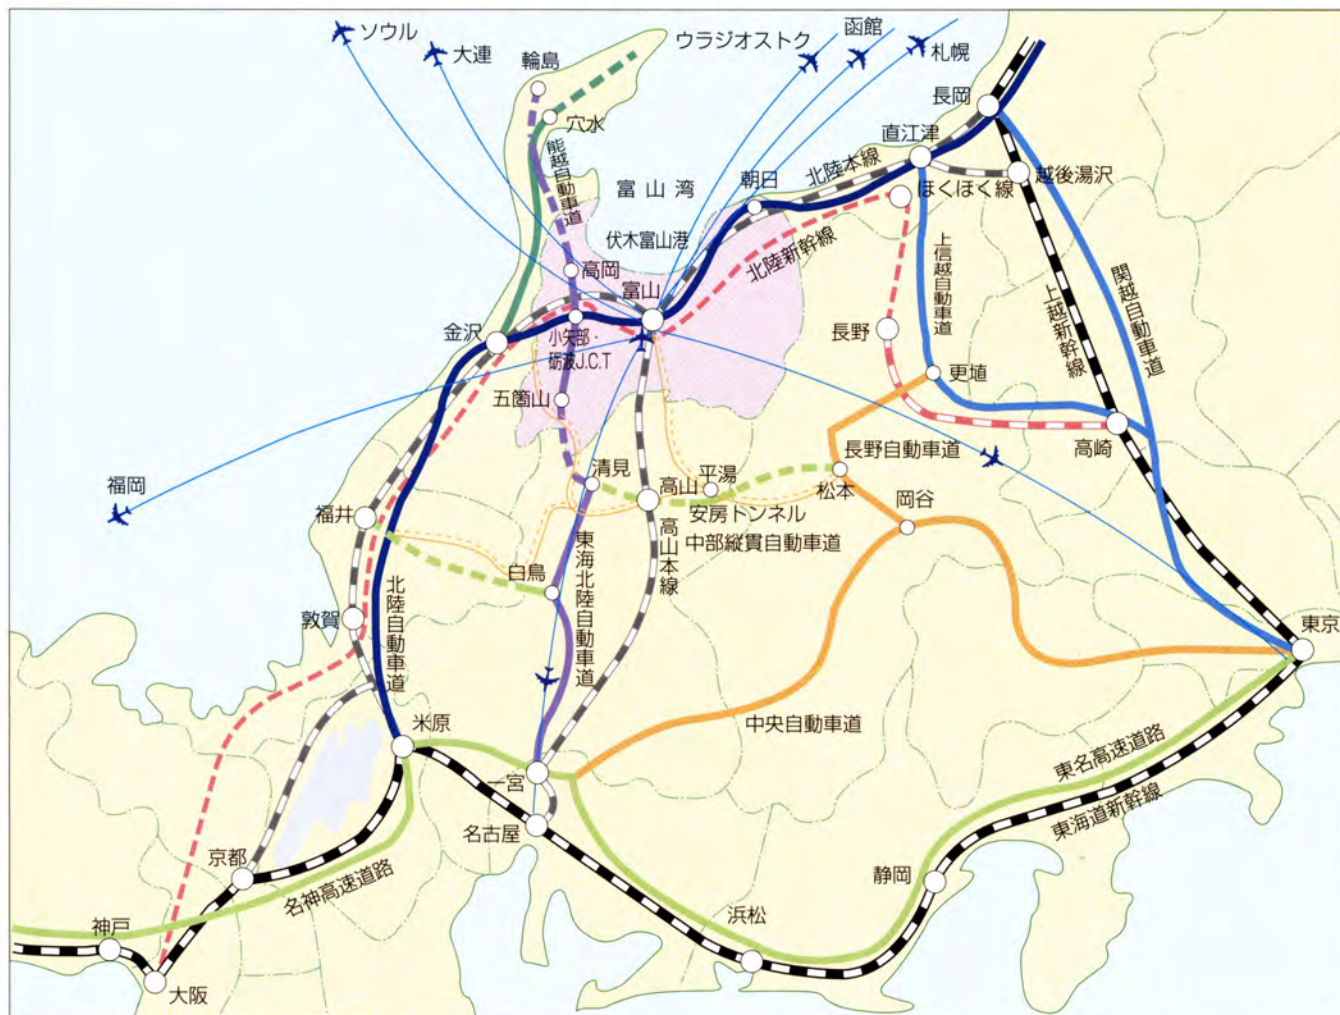 ソウル
大連
ウラジオストク
函館
札幌
輪島
穴水
能越自動車道
富山湾
朝日
北陸本線
直江津
長岡
ほくほく線
越後湯沢
伏木富山港
高岡
富山
北陸新幹線
上信越自動車道
上越新幹線
関越自動車道
金沢
小矢部・
砺波J.C.T
長野
更埴
五箇山
高崎
福岡
清見
高山
平湯
長野自動車道
松本
岡谷
福井
安房トンネル
中部縦貫自動車道
白鳥
東海北陸自動車道
高山本線
敦賀
北陸自動車道
東京
米原
中央自動車道
一宮
東名高速道路
東海道新幹線
名古屋
京都
名神高速道路
静岡
浜松
神戸
大阪